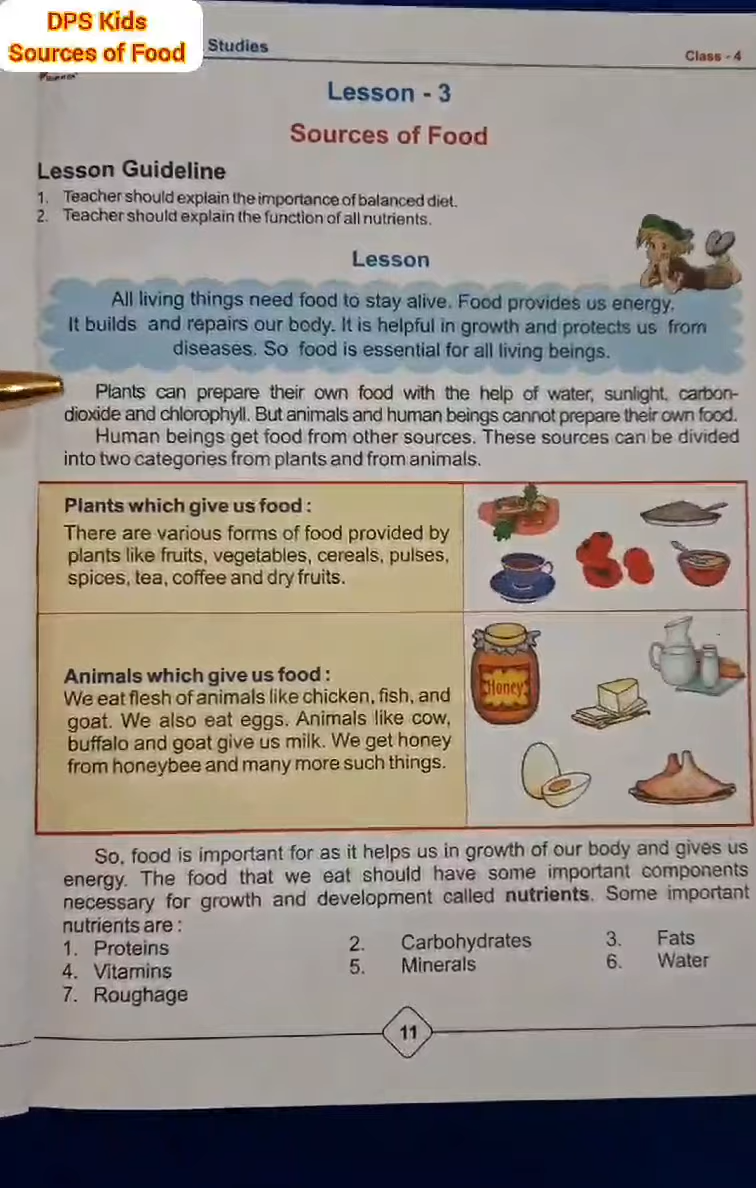 DPS Kids
Sources of Food
Studies
Class - 4
Lesson - 3
Sources of Food
Lesson Guideline
1. Teacher should explain the importance of balanced diet.
2. Teacher should explain the function of all nutrients.
Lesson
All living things need food to stay alive. Food provides us energy.
It builds and repairs our body. It is helpful in growth and protects us from
diseases. So food is essential for all living beings.
Plants can prepare their own food with the help of water, sunlight, carbon-
dioxide and chlorophyll. But animals and human beings cannot prepare their own food.
Human beings get food from other sources. These sources can be divided
into two categories from plants and from animals.
Plants which give us food :
There are various forms of food provided by
plants like fruits, vegetables, cereals, pulses,
spices, tea, coffee and dry fruits.
Animals which give us food :
We eat flesh of animals like chicken, fish, and
goat. We also eat eggs. Animals like cow,
buffalo and goat give us milk. We get honey
from honeybee and many more such things.
Honey
So, food is important for as it helps us in growth of our body and gives us
energy. The food that we eat should have some important components
necessary for growth and development called nutrients. Some important
nutrients are :
1. Proteins 2. Carbohydrates 3. Fats
4. Vitamins 5. Minerals 6. Water
7. Roughage
11